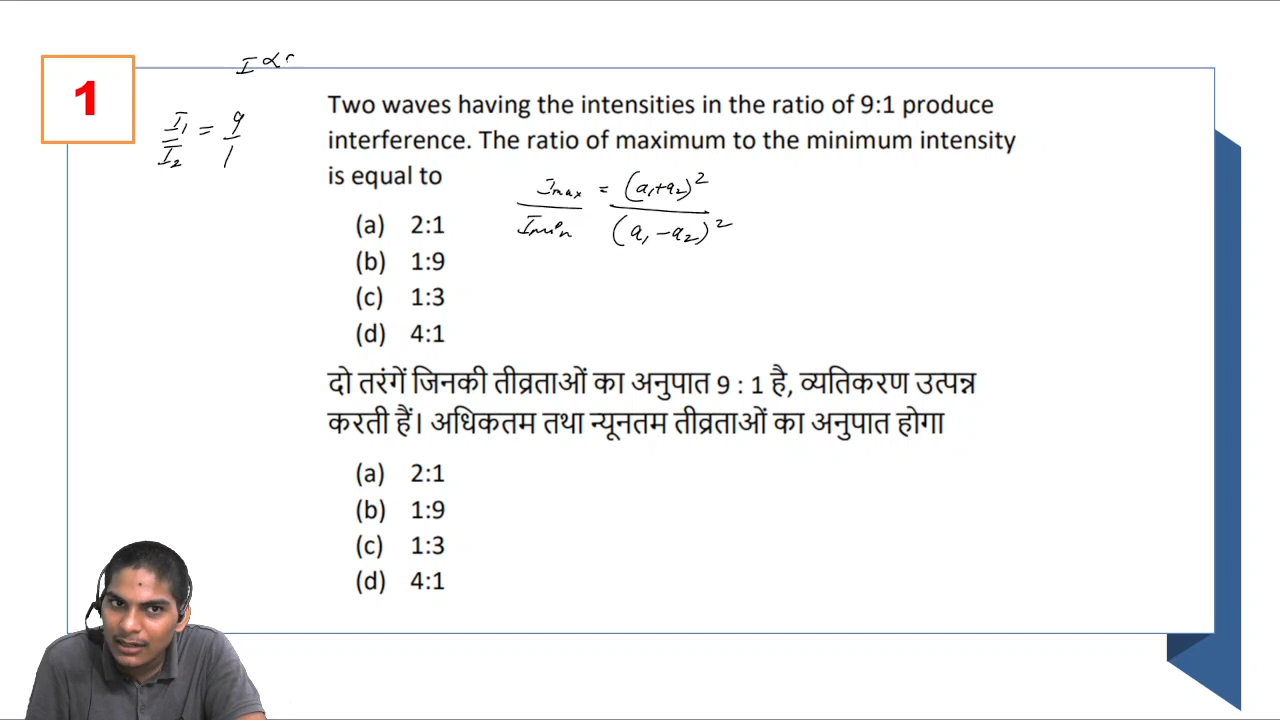 I ∝
1
I₁/I₂ = 9/1
Two waves having the intensities in the ratio of 9:1 produce
interference. The ratio of maximum to the minimum intensity
is equal to
Imax/Imin = (a₁+a₂)²/(a₁-a₂)²
(a) 2:1
(b) 1:9
(c) 1:3
(d) 4:1
दो तरंगें जिनकी तीव्रताओं का अनुपात 9 : 1 है, व्यतिकरण उत्पन्न
करती हैं। अधिकतम तथा न्यूनतम तीव्रताओं का अनुपात होगा
(a) 2:1
(b) 1:9
(c) 1:3
(d) 4:1